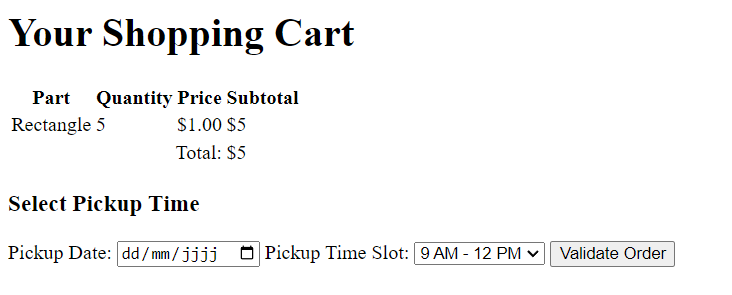 Your Shopping Cart
Part Quantity Price Subtotal
Rectangle 5 $1.00 $5
Total: $5
Select Pickup Time
Pickup Date: dd/mm/jjjj Pickup Time Slot: 9 AM - 12 PM Validate Order